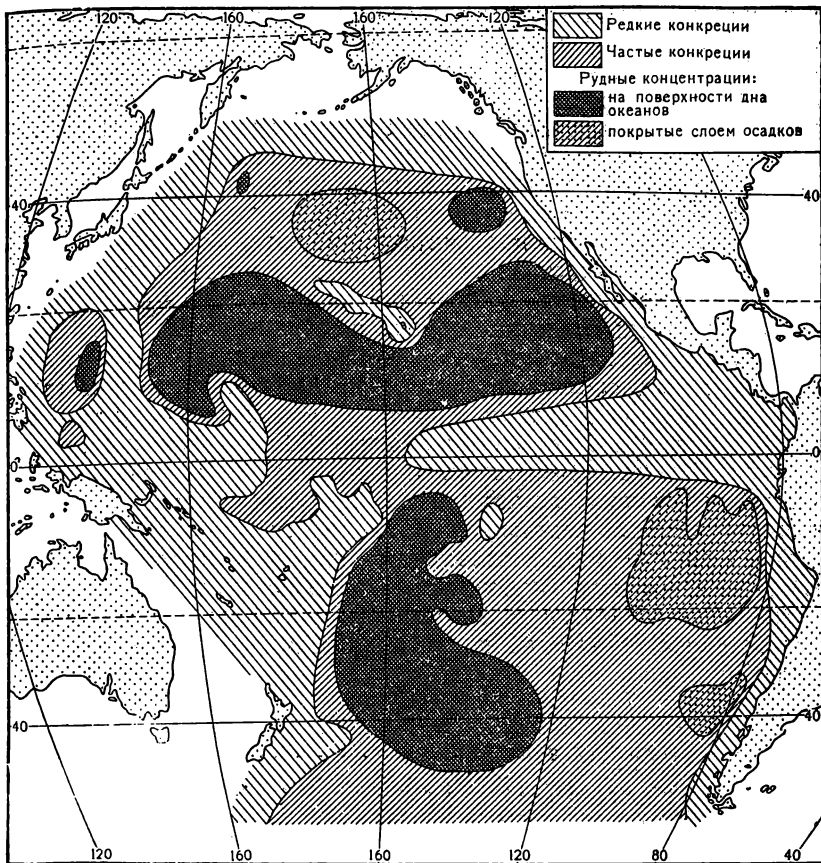 120
160
160
120
Редкие конкреции
Частые конкреции
Рудные концентрации:
на поверхности дна
океанов
покрытые слоем осадков
40
40
0
0
40
40
120
160
160
120
80
40